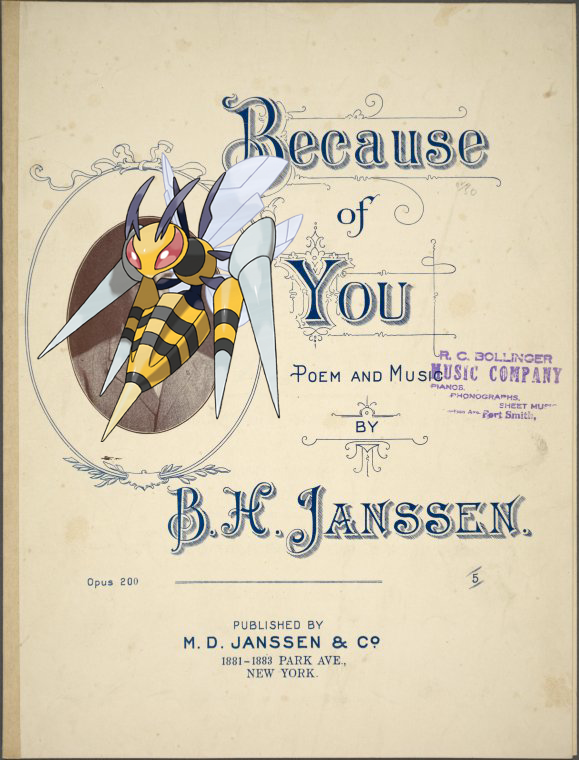 Because
of
You
Poem and Music
by
B. H. Janssen.
R. C. BOLLINGER
MUSIC COMPANY
PIANOS,
PHONOGRAPHS,
SHEET MUSIC
Ave. Fort Smith,
Opus 200
5
PUBLISHED BY
M. D. JANSSEN & Co
1881-1883 PARK AVE.,
NEW YORK.